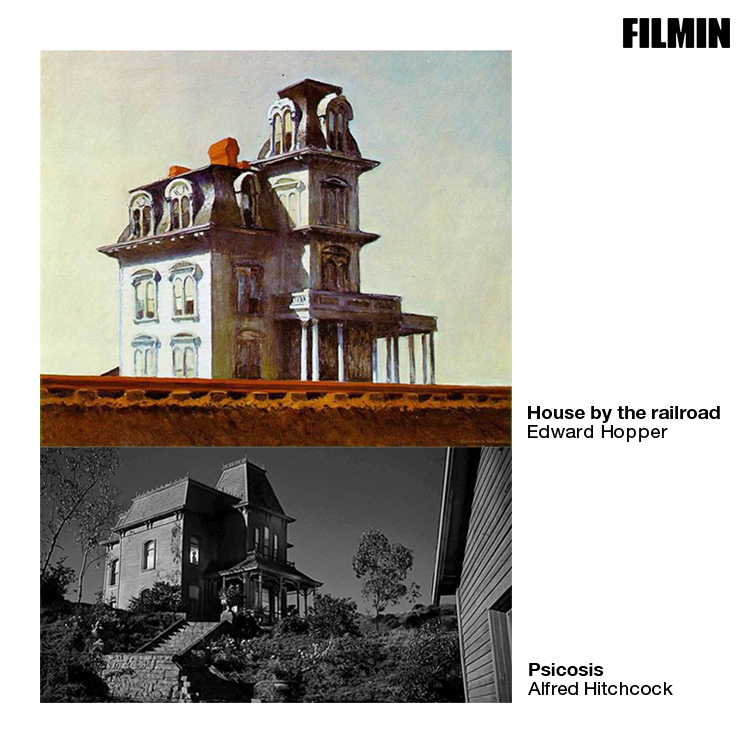 FILMIN
House by the railroad
Edward Hopper
Psicosis
Alfred Hitchcock